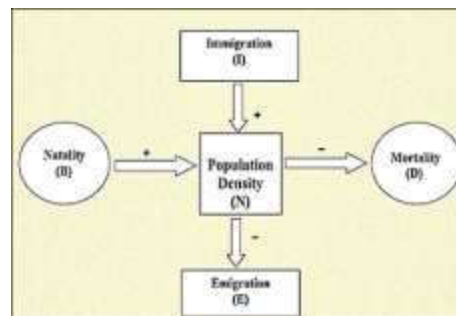 Immigration
(I)
+
Natality
(B)
+
Population
Density
(N)
–
Mortality
(D)
–
Emigration
(E)